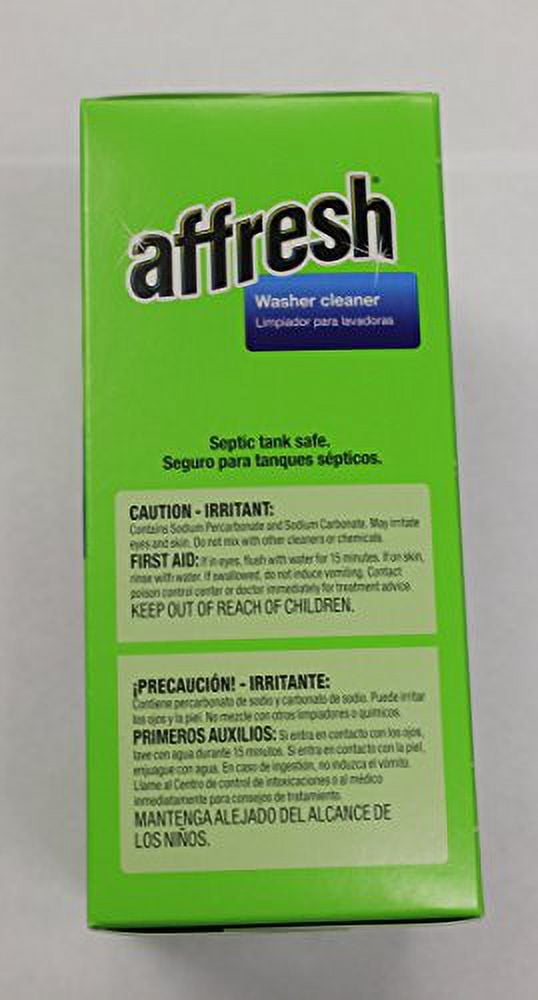 affresh
Washer cleaner
Limpiador para lavadoras
Septic tank safe.
Seguro para tanques sépticos.
CAUTION - IRRITANT:
Contains Sodium Percarbonate and Sodium Carbonate. May irritate
eyes and skin. Do not mix with other cleaners or chemicals.
FIRST AID: If in eyes, flush with water for 15 minutes. If on skin,
rinse with water. If swallowed, do not induce vomiting. Contact
poison control center or doctor immediately for treatment advice.
KEEP OUT OF REACH OF CHILDREN.
¡PRECAUCIÓN! - IRRITANTE:
Contiene percarbonato de sodio y carbonato de sodio. Puede irritar
los ojos y la piel. No mezcle con otros limpiadores o químicos.
PRIMEROS AUXILIOS: Si entra en contacto con los ojos,
lave con agua durante 15 minutos. Si entra en contacto con la piel,
enjuague con agua. En caso de ingestión, no induzca el vómito.
Llame al Centro de control de intoxicaciones o al médico
inmediatamente para consejos de tratamiento.
MANTENGA ALEJADO DEL ALCANCE DE
LOS NIÑOS.